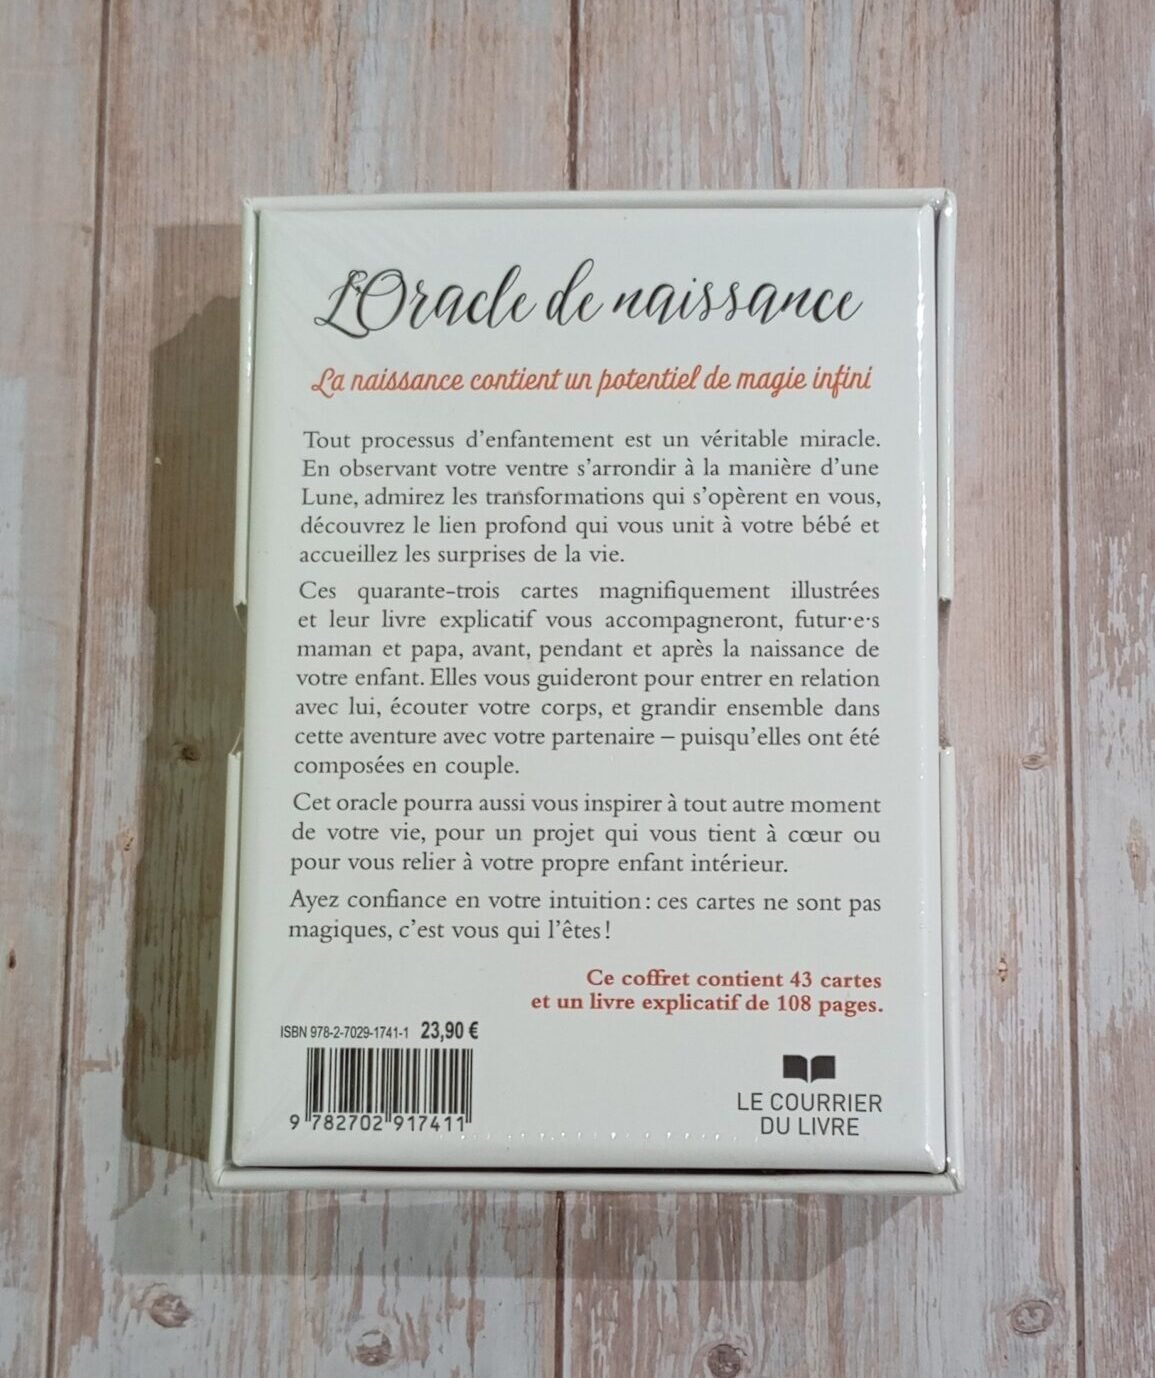 L'Oracle de naissance
La naissance contient un potentiel de magie infini
Tout processus d'enfantement est un véritable miracle.
En observant votre ventre s'arrondir à la manière d'une
Lune, admirez les transformations qui s'opèrent en vous,
découvrez le lien profond qui vous unit à votre bébé et
accueillez les surprises de la vie.
Ces quarante-trois cartes magnifiquement illustrées
et leur livre explicatif vous accompagneront, futur·e·s
maman et papa, avant, pendant et après la naissance de
votre enfant. Elles vous guideront pour entrer en relation
avec lui, écouter votre corps, et grandir ensemble dans
cette aventure avec votre partenaire – puisqu'elles ont été
composées en couple.
Cet oracle pourra aussi vous inspirer à tout autre moment
de votre vie, pour un projet qui vous tient à cœur ou
pour vous relier à votre propre enfant intérieur.
Ayez confiance en votre intuition : ces cartes ne sont pas
magiques, c'est vous qui l'êtes !
Ce coffret contient 43 cartes
et un livre explicatif de 108 pages.
ISBN 978-2-7029-1741-1 23,90 €
9 782702 917411
LE COURRIER
DU LIVRE